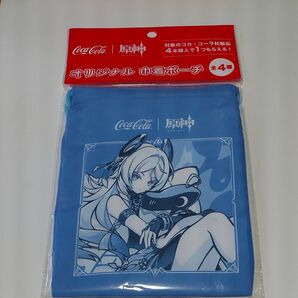 Coca-Cola 原神
対象のコカ・コーラ社製品
4本購入で1つもらえる!
オリジナル 巾着ポーチ 全4種
Coca-Cola 原神